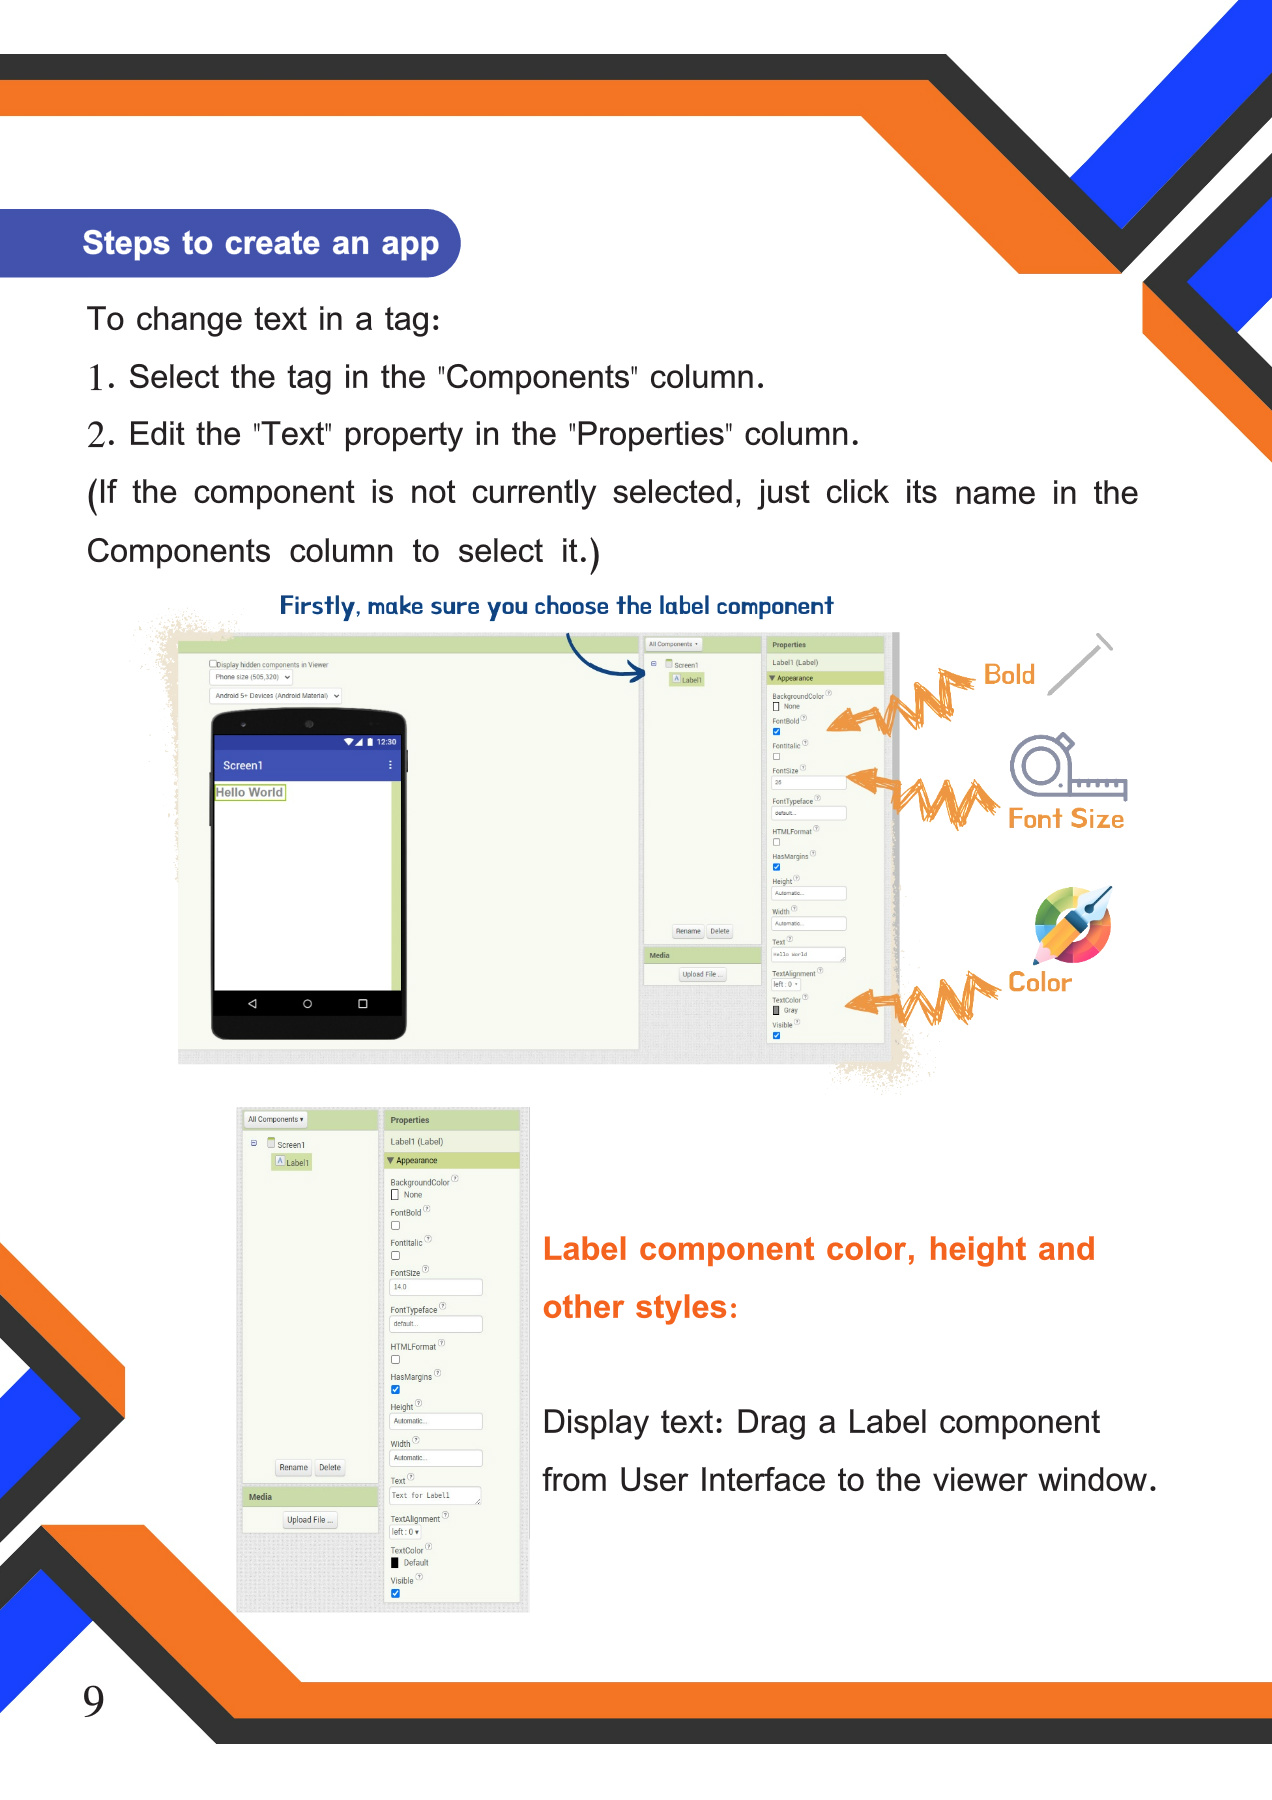 Steps to create an app
To change text in a tag:
1. Select the tag in the "Components" column.
2. Edit the "Text" property in the "Properties" column.
(If the component is not currently selected, just click its name in the
Components column to select it.)
Firstly, make sure you choose the label component
Display hidden components in Viewer
Phone size (505,320)
Android 5+ Devices (Android Material)
12:30
Screen1
Hello World
All Components
Screen1
Label1
Rename Delete
Media
Upload File ...
Properties
Label1 (Label)
Appearance
BackgroundColor
None
FontBold
FontItalic
FontSize
26
FontTypeface
default...
HTMLFormat
HasMargins
Height
Automatic...
Width
Automatic...
Text
Hello World
TextAlignment
left : 0
TextColor
Gray
Visible
Bold
Font Size
Color
All Components
Screen1
Label1
Rename Delete
Media
Upload File ...
Properties
Label1 (Label)
Appearance
BackgroundColor
None
FontBold
FontItalic
FontSize
14.0
FontTypeface
default...
HTMLFormat
HasMargins
Height
Automatic...
Width
Automatic...
Text
Text for Label1
TextAlignment
left : 0
TextColor
Default
Visible
Label component color, height and
other styles:
Display text: Drag a Label component
from User Interface to the viewer window.
9